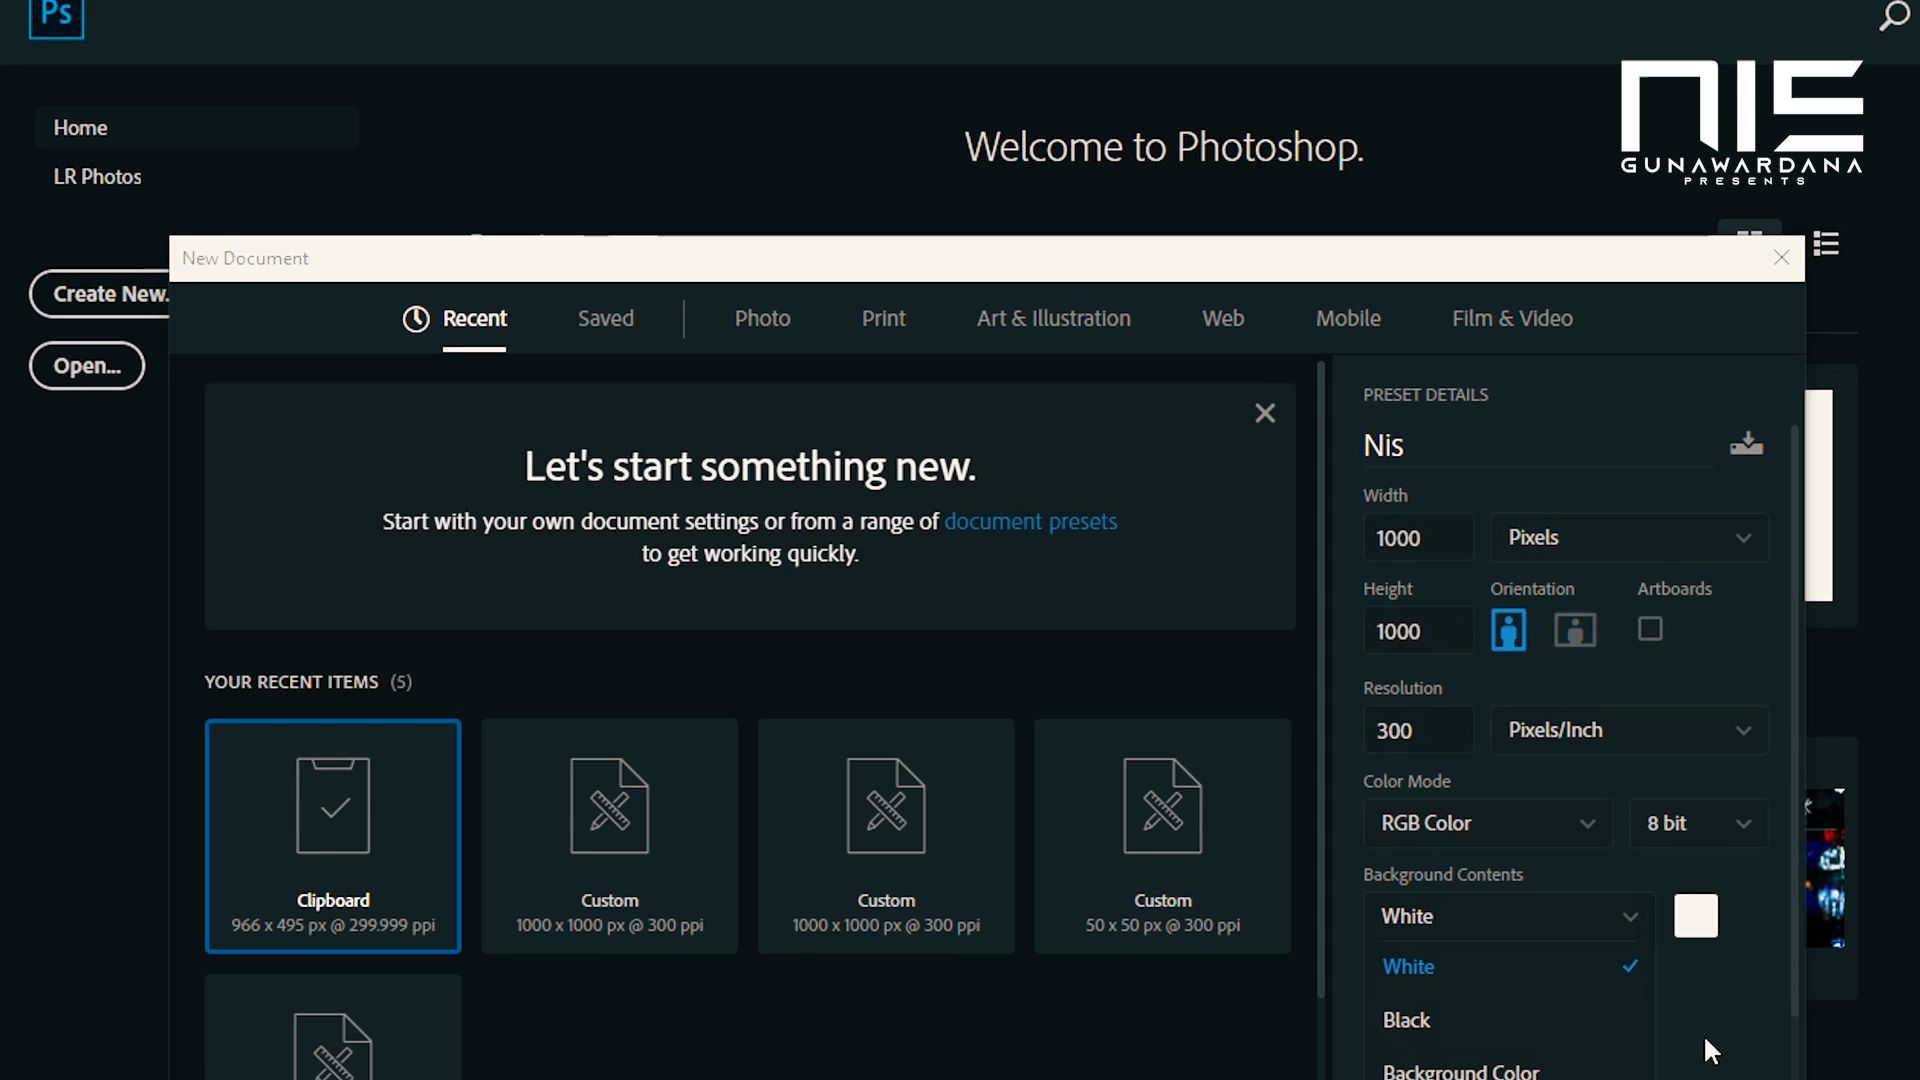 Ps
NIS
GUNAWARDANA
PRESENTS
Home
LR Photos
Welcome to Photoshop.
Create New.
Open...
New Document
Recent
Saved
Photo
Print
Art & Illustration
Web
Mobile
Film & Video
Let's start something new.
Start with your own document settings or from a range of document presets
to get working quickly.
YOUR RECENT ITEMS (5)
Clipboard
966 x 495 px @ 299.999 ppi
Custom
1000 x 1000 px @ 300 ppi
Custom
1000 x 1000 px @ 300 ppi
Custom
50 x 50 px @ 300 ppi
PRESET DETAILS
Nis
Width
1000 Pixels
Height Orientation Artboards
1000
Resolution
300 Pixels/Inch
Color Mode
RGB Color 8 bit
Background Contents
White
White
Black
Background Color